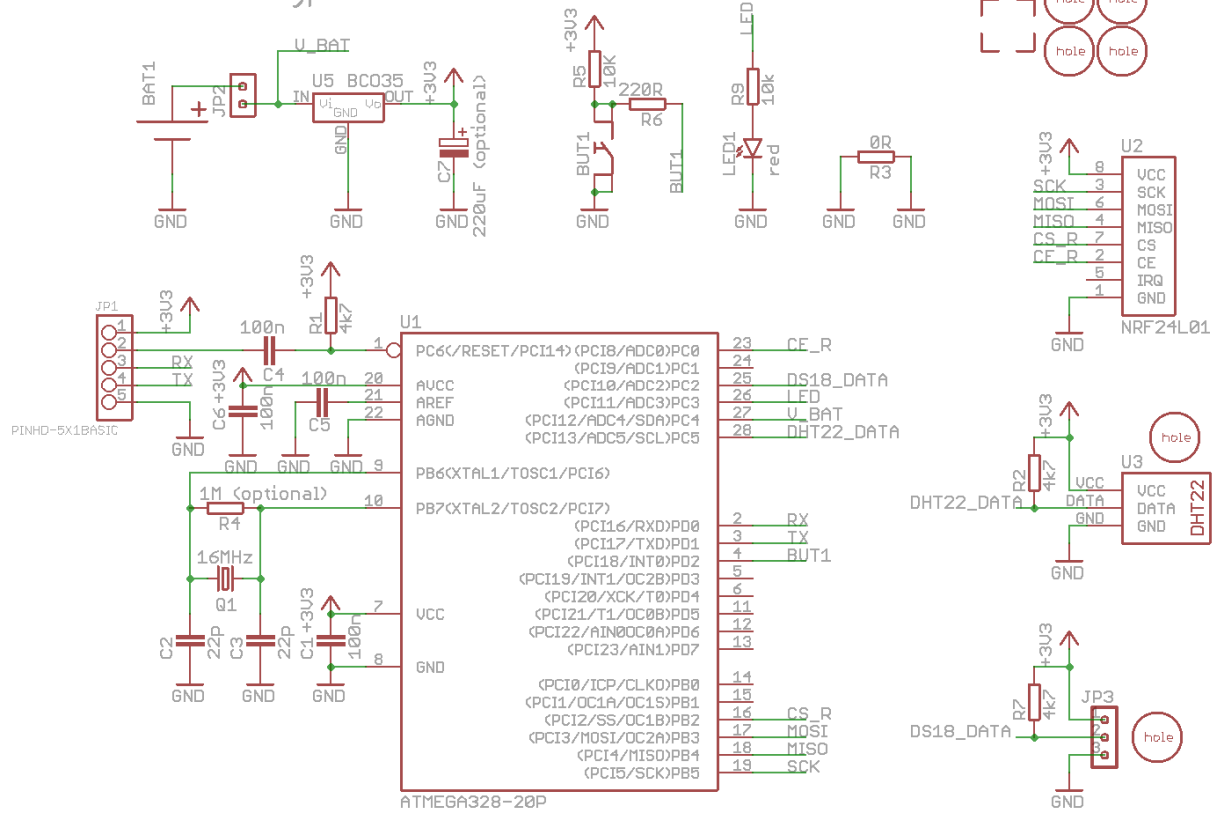 hole
hole
hole
hole
V_BAT
BAT1
JP2
U5 BCO35
IN
Vi
GND
Vo
OUT
GND
+3V3
C7
220uF (optional)
GND
GND
GND
+3V3
R5
10K
220R
R6
BUT1
BUT1
GND
LED
R9
10k
LED1
red
GND
0R
R3
GND
GND
+3V3
U2
SCK
MOSI
MISO
CS_R
CE_R
8
3
6
4
7
2
5
1
VCC
SCK
MOSI
MISO
CS
CE
IRQ
GND
NRF24L01
GND
JP1
1
2
3
4
5
+3V3
RX
TX
PINHD-5X1BASIC
GND
100n
C4
+3V3
R1
4k7
+3V3
C6
100n
100n
C5
GND
GND
GND
U1
1 PC6(/RESET/PCI14)
20 AVCC
21 AREF
22 AGND
9 PB6(XTAL1/TOSC1/PCI6)
10 PB7(XTAL2/TOSC2/PCI7)
7 VCC
8 GND
(PCI8/ADC0)PC0 23 CE_R
(PCI9/ADC1)PC1 24
(PCI10/ADC2)PC2 25 DS18_DATA
(PCI11/ADC3)PC3 26 LED
(PCI12/ADC4/SDA)PC4 27 V_BAT
(PCI13/ADC5/SCL)PC5 28 DHT22_DATA
(PCI16/RXD)PD0 2 RX
(PCI17/TXD)PD1 3 TX
(PCI18/INT0)PD2 4 BUT1
(PCI19/INT1/OC2B)PD3 5
(PCI20/XCK/T0)PD4 6
(PCI21/T1/OC0B)PD5 11
(PCI22/AIN0OC0A)PD6 12
(PCI23/AIN1)PD7 13
(PCI0/ICP/CLKO)PB0 14
(PCI1/OC1A/OC1S)PB1 15
(PCI2/SS/OC1B)PB2 16 CS_R
(PCI3/MOSI/OC2A)PB3 17 MOSI
(PCI4/MISO)PB4 18 MISO
(PCI5/SCK)PB5 19 SCK
ATMEGA328-20P
1M (optional)
R4
16MHz
Q1
C2
22P
C3
22P
C1
+3V3
100n
GND
GND
GND
+3V3
hole
R2
4k7
U3
DHT22_DATA
VCC
DATA
GND
VCC
DATA
GND
DHT22
GND
+3V3
R7
4k7
JP3
1
2
3
DS18_DATA
hole
GND